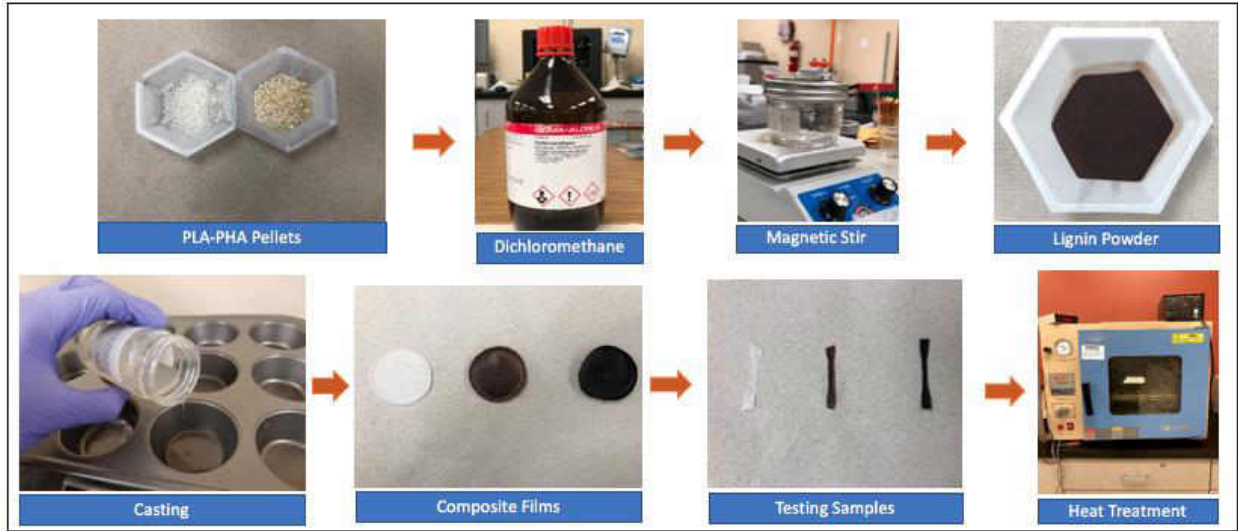 PLA-PHA Pellets
Dichloromethane
Magnetic Stir
Lignin Powder
Casting
Composite Films
Testing Samples
Heat Treatment